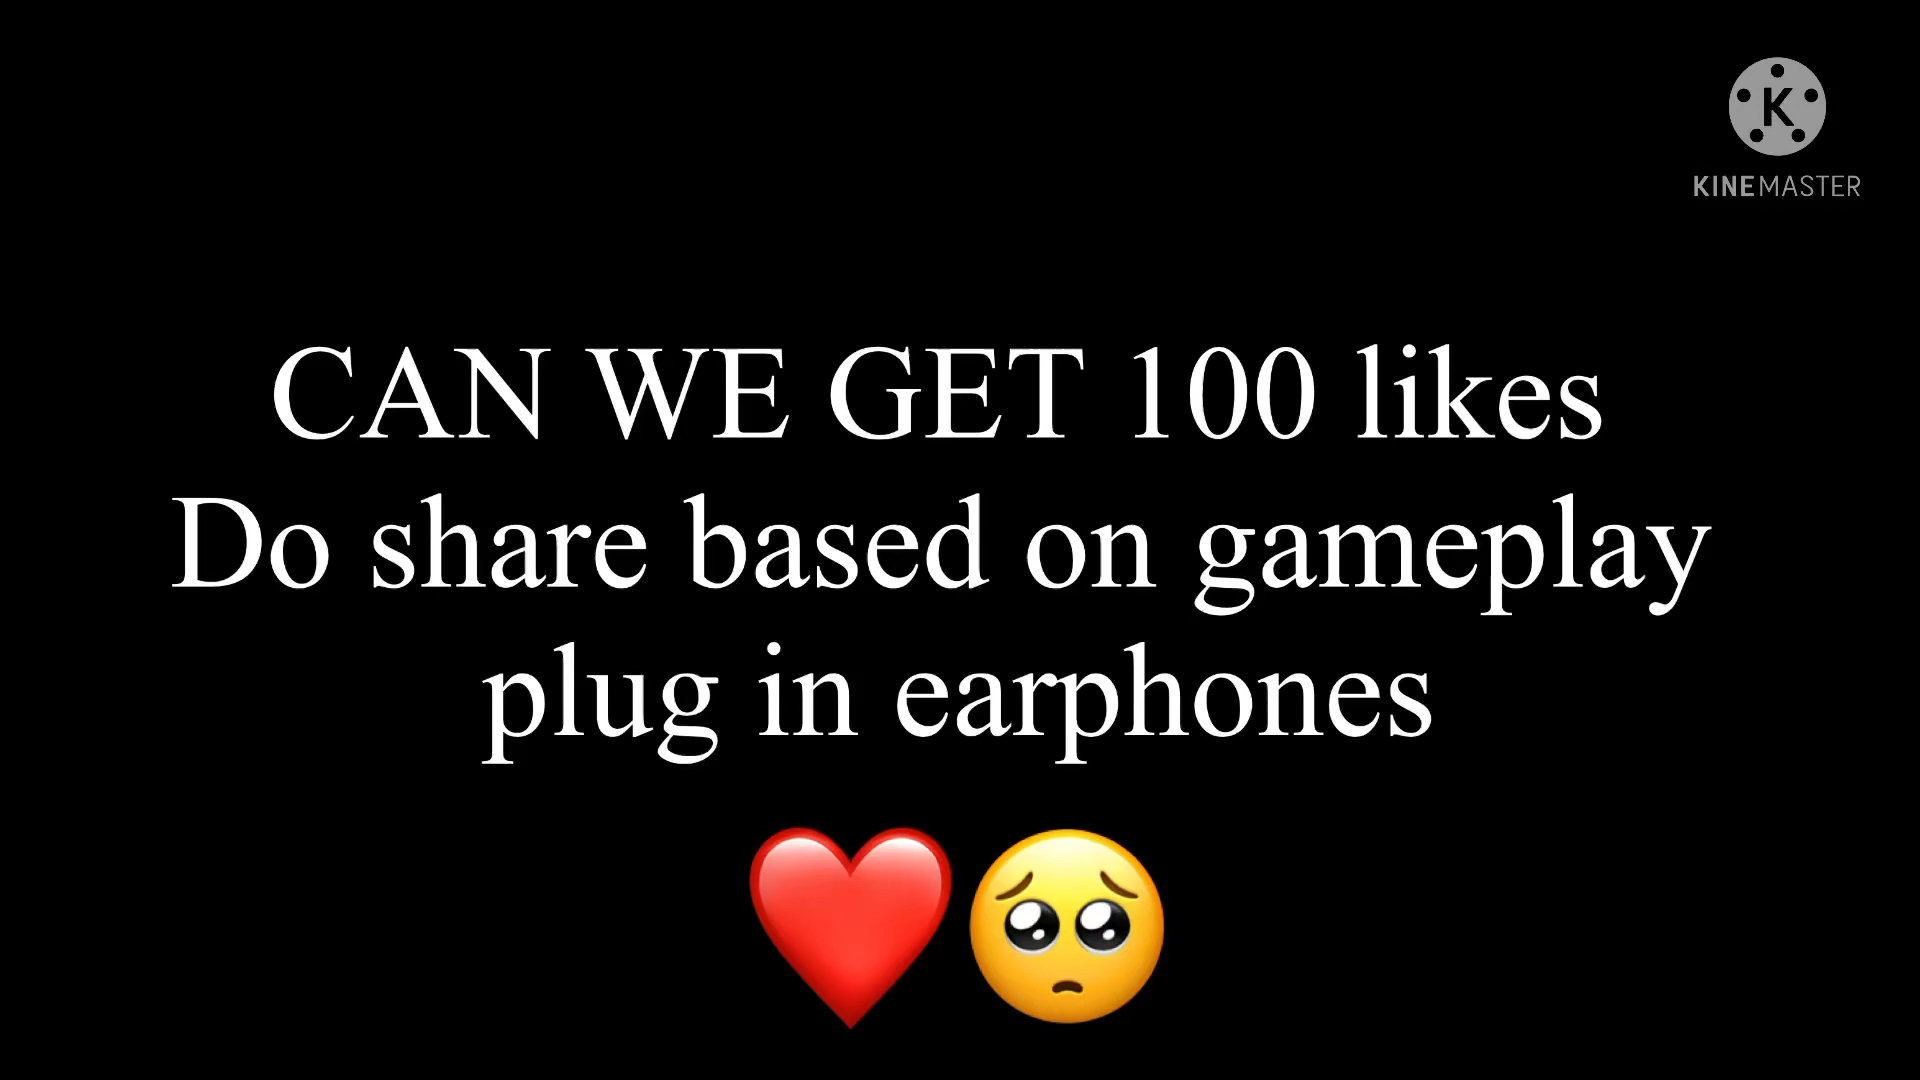 K
KINEMASTER
CAN WE GET 100 likes
Do share based on gameplay
plug in earphones
❤️🥺